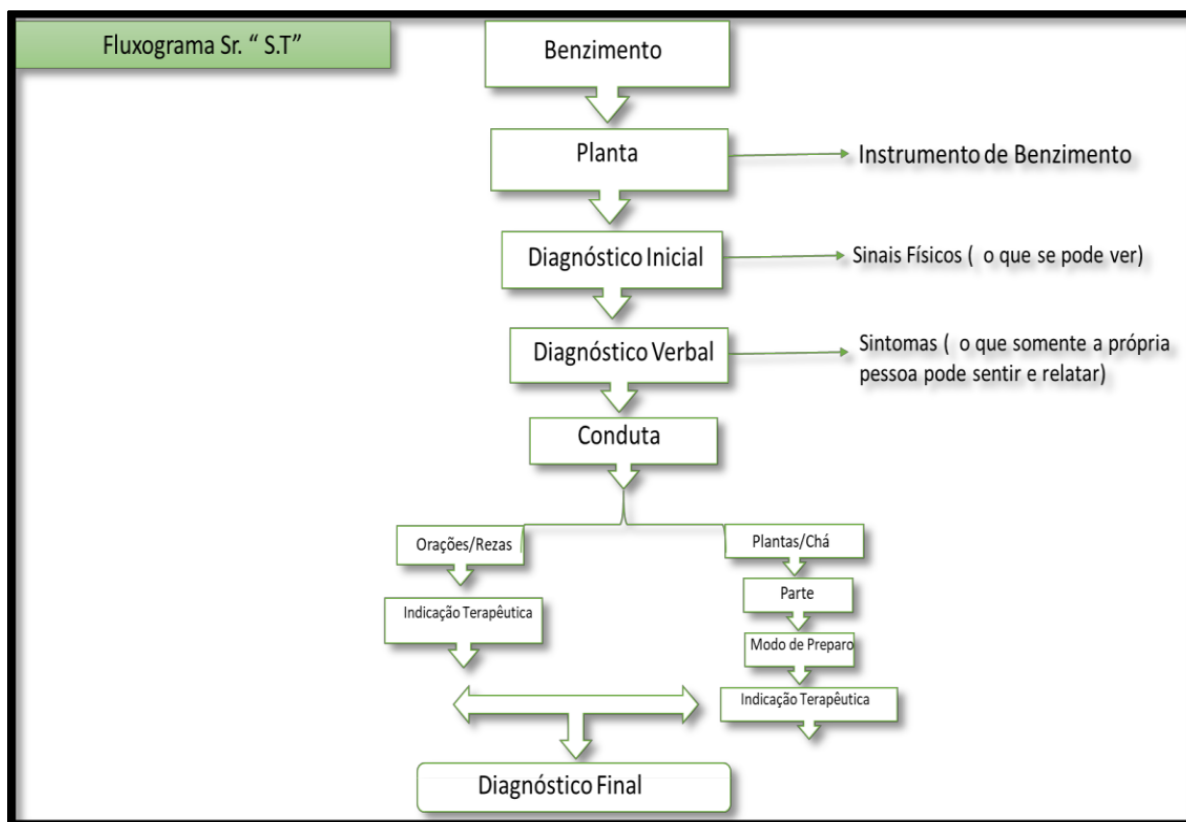 Fluxograma Sr. “ S.T”
Benzimento
Planta
Instrumento de Benzimento
Diagnóstico Inicial
Sinais Físicos ( o que se pode ver)
Diagnóstico Verbal
Sintomas ( o que somente a própria
pessoa pode sentir e relatar)
Conduta
Orações/Rezas
Indicação Terapêutica
Plantas/Chá
Parte
Modo de Preparo
Indicação Terapêutica
Diagnóstico Final